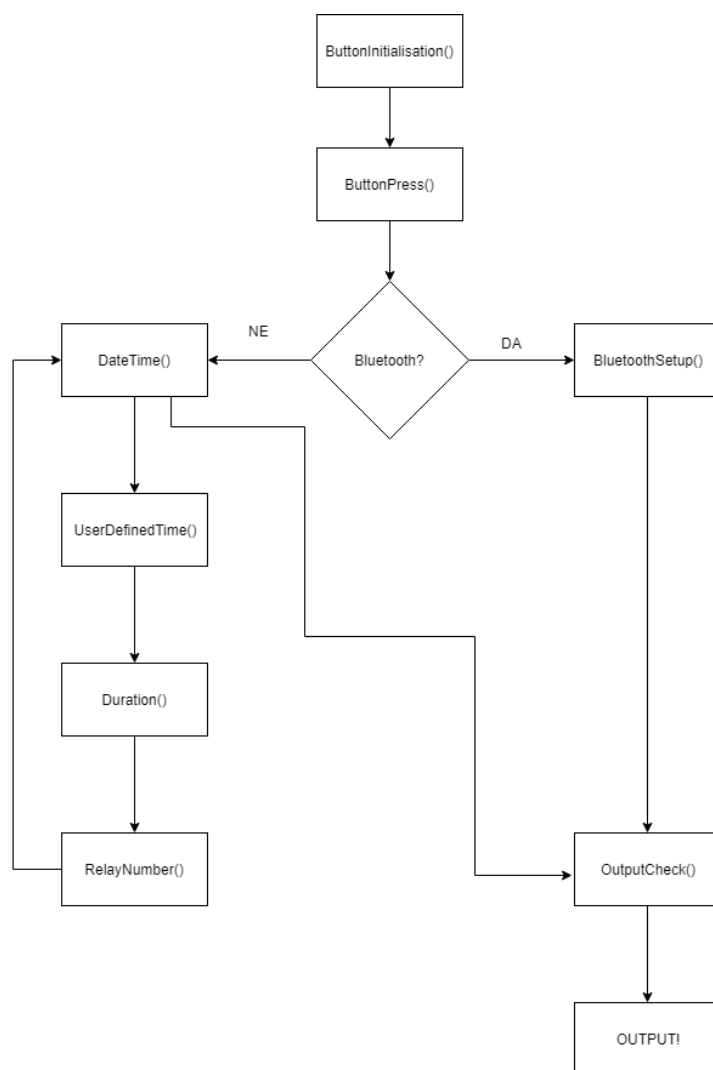 ButtonInitialisation()
ButtonPress()
NE
DA
DateTime()
Bluetooth?
BluetoothSetup()
UserDefinedTime()
Duration()
RelayNumber()
OutputCheck()
OUTPUT!